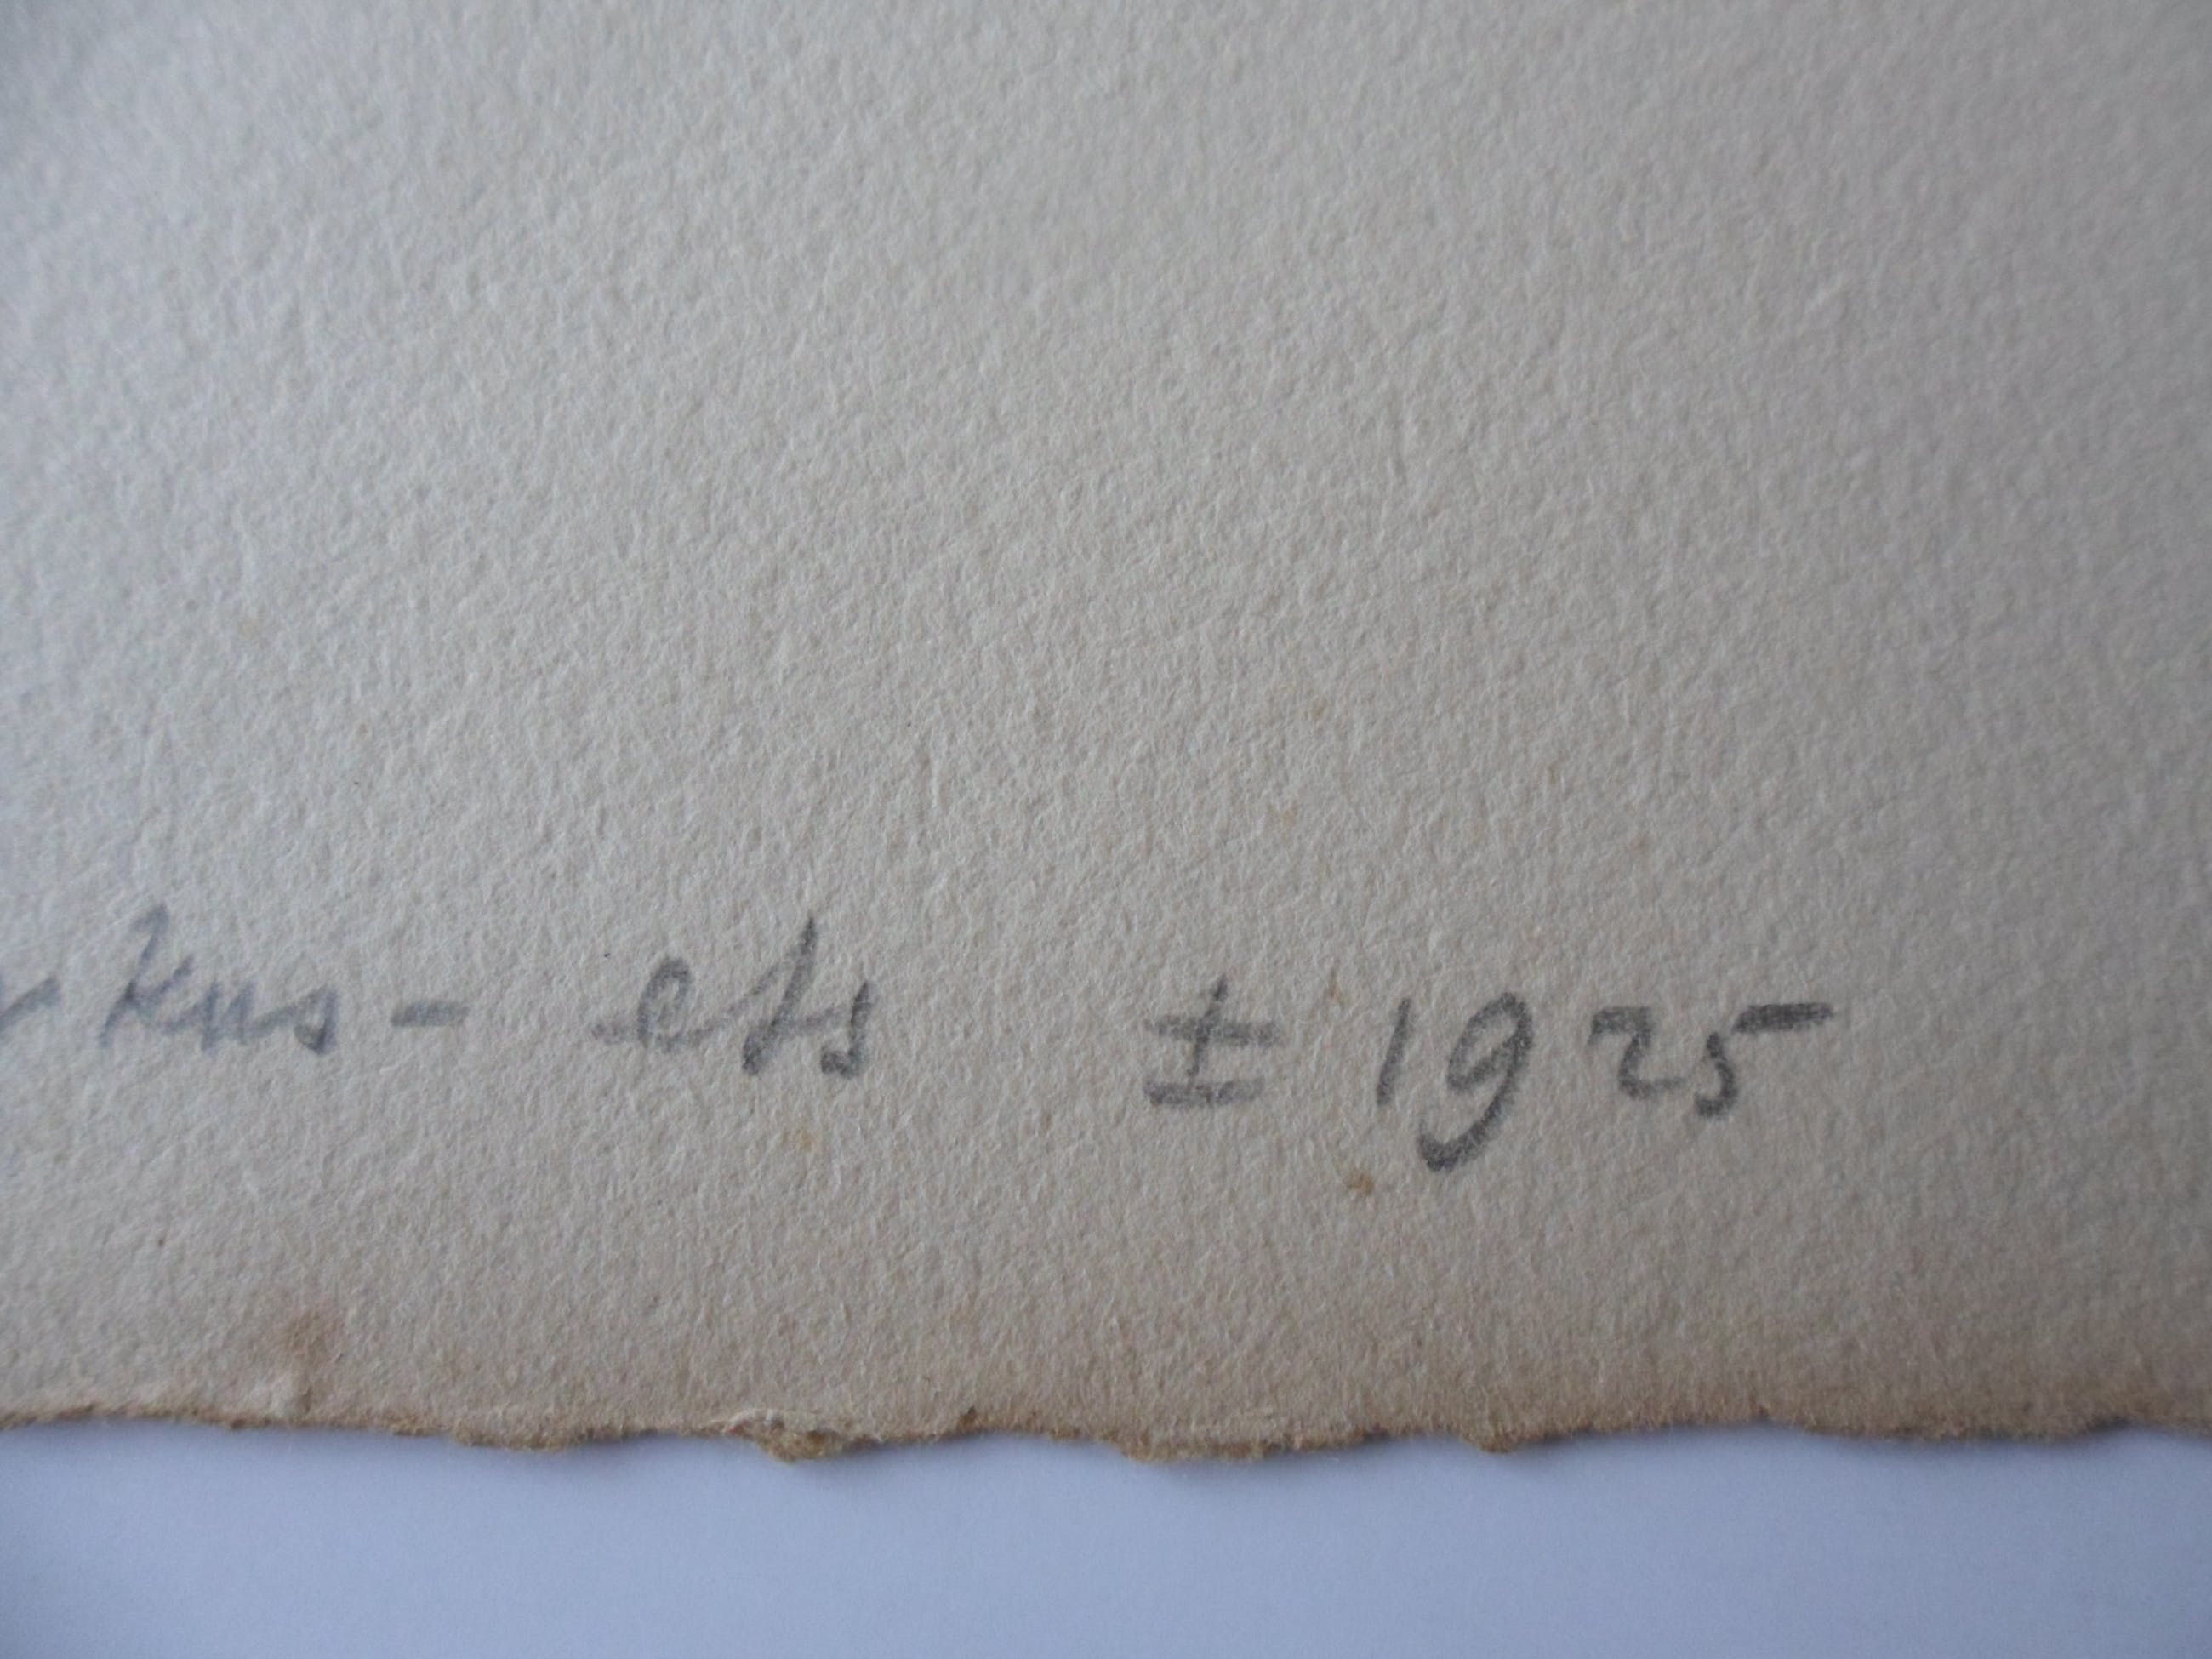 rkus- ets ± 1925